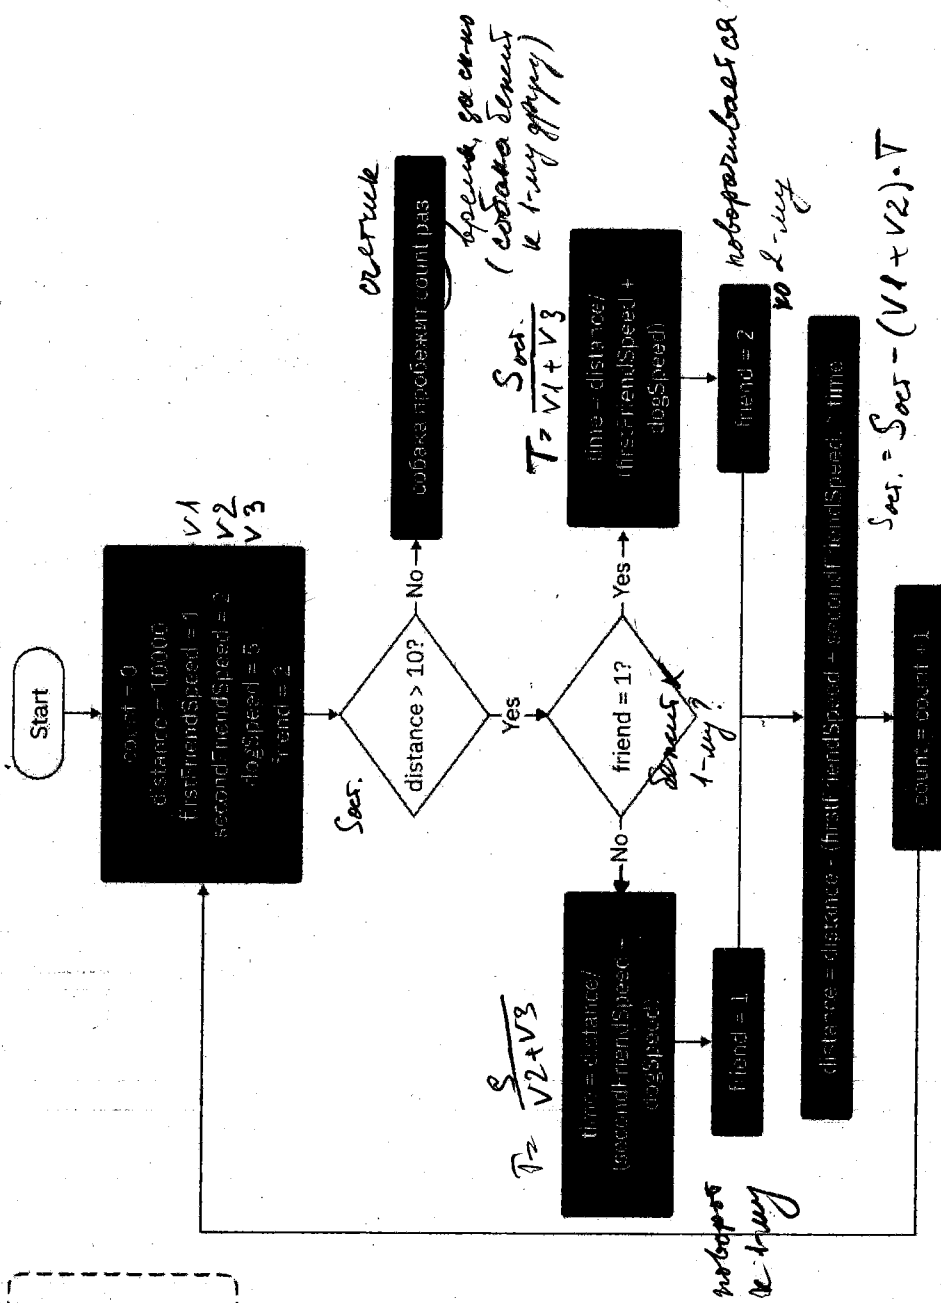 Start
count = 0
distance = 10000
firstFriendSpeed = 1
secondFriendSpeed = 2
dogSpeed = 5
friend = 2
V1
V2
V3
Sост.
distance > 10?
No
счетчик
собака пробежит count раз
Yes
время, за
(собака бежит
к 1-му другу)
friend = 1?
бежит к
1-му?
No
Yes
T= S / V2+V3
time = distance/
(secondFriendSpeed +
dogSpeed)
T= Sост. / V1+V3
time = distance/
(firstFriendSpeed +
dogSpeed)
friend = 1
поворот
к 1-му
friend = 2
поворачивается
ко 2-му
distance = distance - (firstFriendSpeed + secondFriendSpeed) * time
Sост. = Sост - (V1 + V2)·T
count = count +1